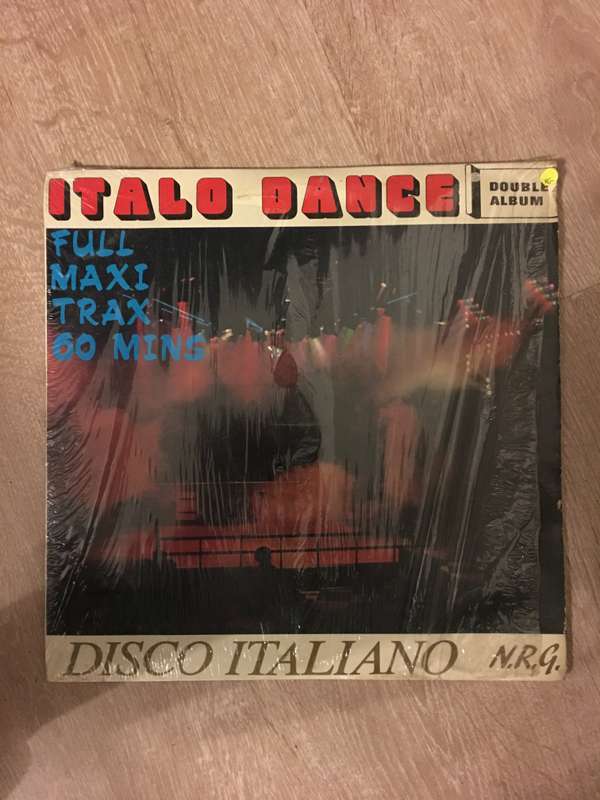 ITALO DANCE
DOUBLE
ALBUM
FULL
MAXI
TRAX
60 MINS
DISCO ITALIANO
N.R.G.